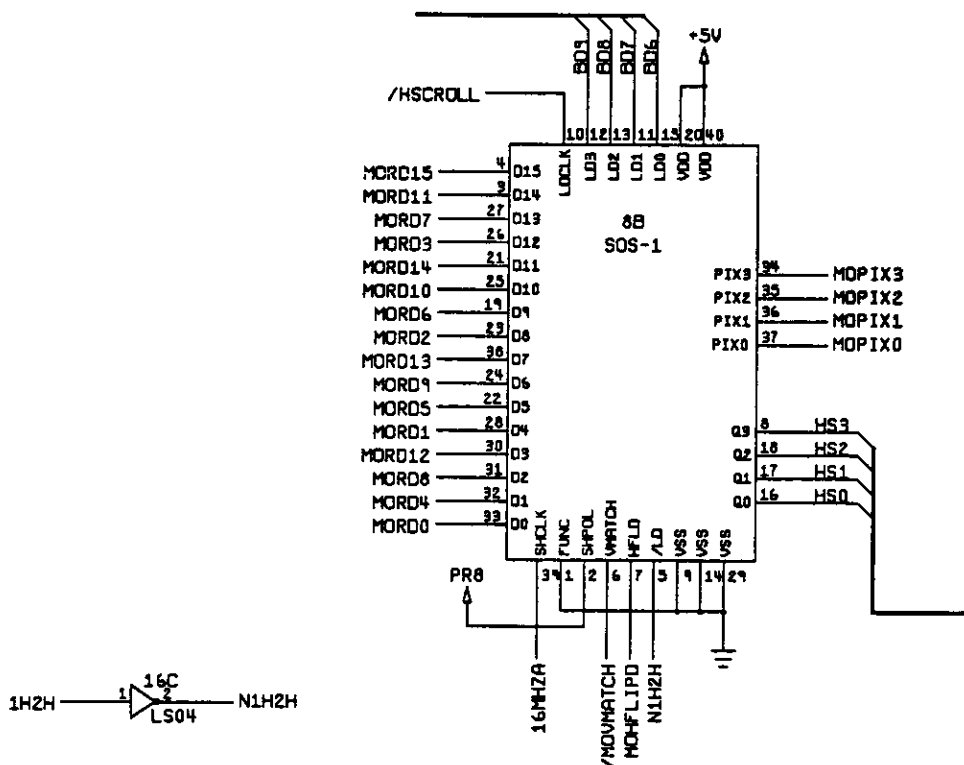 BD9 BD8 BD7 BD6
+5V
/HSCROLL
10 12 13 11 15 20 40
LDCLK LD3 LD2 LD1 LD0 VDD VDD
8B
SOS-1
MORD15 4 D15
MORD11 3 D14
MORD7 27 D13
MORD3 26 D12
MORD14 21 D11
MORD10 25 D10
MORD6 19 D9
MORD2 23 D8
MORD13 38 D7
MORD9 24 D6
MORD5 22 D5
MORD1 28 D4
MORD12 30 D3
MORD8 31 D2
MORD4 32 D1
MORD0 33 D0
PIX3 34 MOPIX3
PIX2 35 MOPIX2
PIX1 36 MOPIX1
PIX0 37 MOPIX0
Q3 8 HS3
Q2 18 HS2
Q1 17 HS1
Q0 16 HS0
SHCLK FUNC SHPOL VMATCH HFLD /LD VSS VSS VSS
39 1 2 6 7 5 9 14 29
PR8
16MHZA /MOVMATCH MOHFLIPD N1H2H
1H2H 1 16C 2 N1H2H
LS04